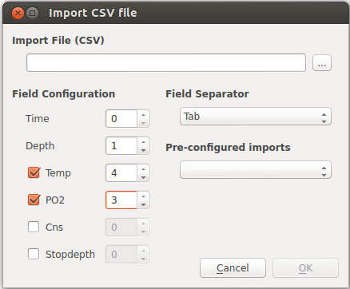 Import CSV file
Import File (CSV)
...
Field Configuration
Field Separator
Time 0
Tab
Depth 1
Pre-configured imports
Temp 4
PO2 3
Cns 0
Stopdepth 0
Cancel
OK